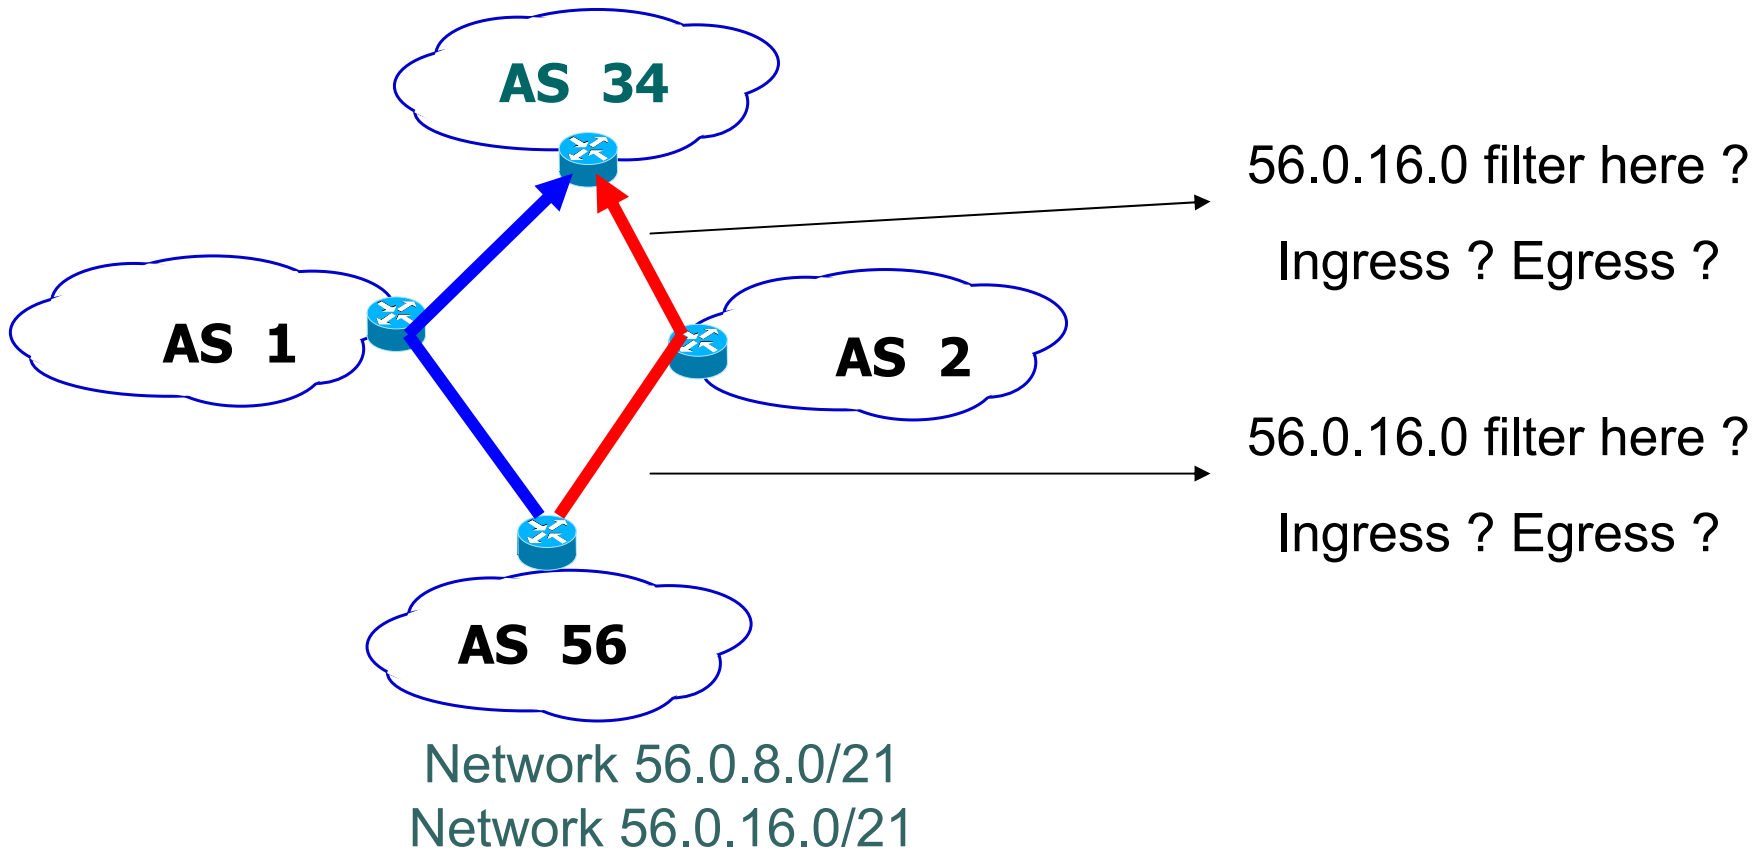 AS 34
56.0.16.0 filter here ?
Ingress ? Egress ?
AS 1
AS 2
56.0.16.0 filter here ?
Ingress ? Egress ?
AS 56
Network 56.0.8.0/21
Network 56.0.16.0/21